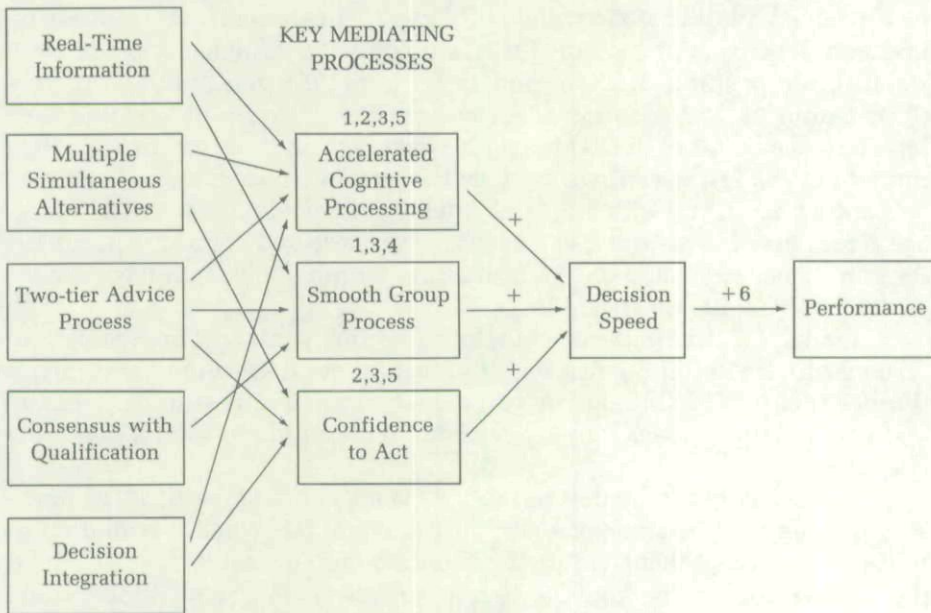 Real-Time
Information
KEY MEDIATING
PROCESSES
1,2,3,5
Multiple
Simultaneous
Alternatives
Accelerated
Cognitive
Processing
+
1,3,4
Two-tier Advice
Process
Smooth Group
Process
+
Decision
Speed
+6
Performance
2,3,5
+
Consensus with
Qualification
Confidence
to Act
Decision
Integration